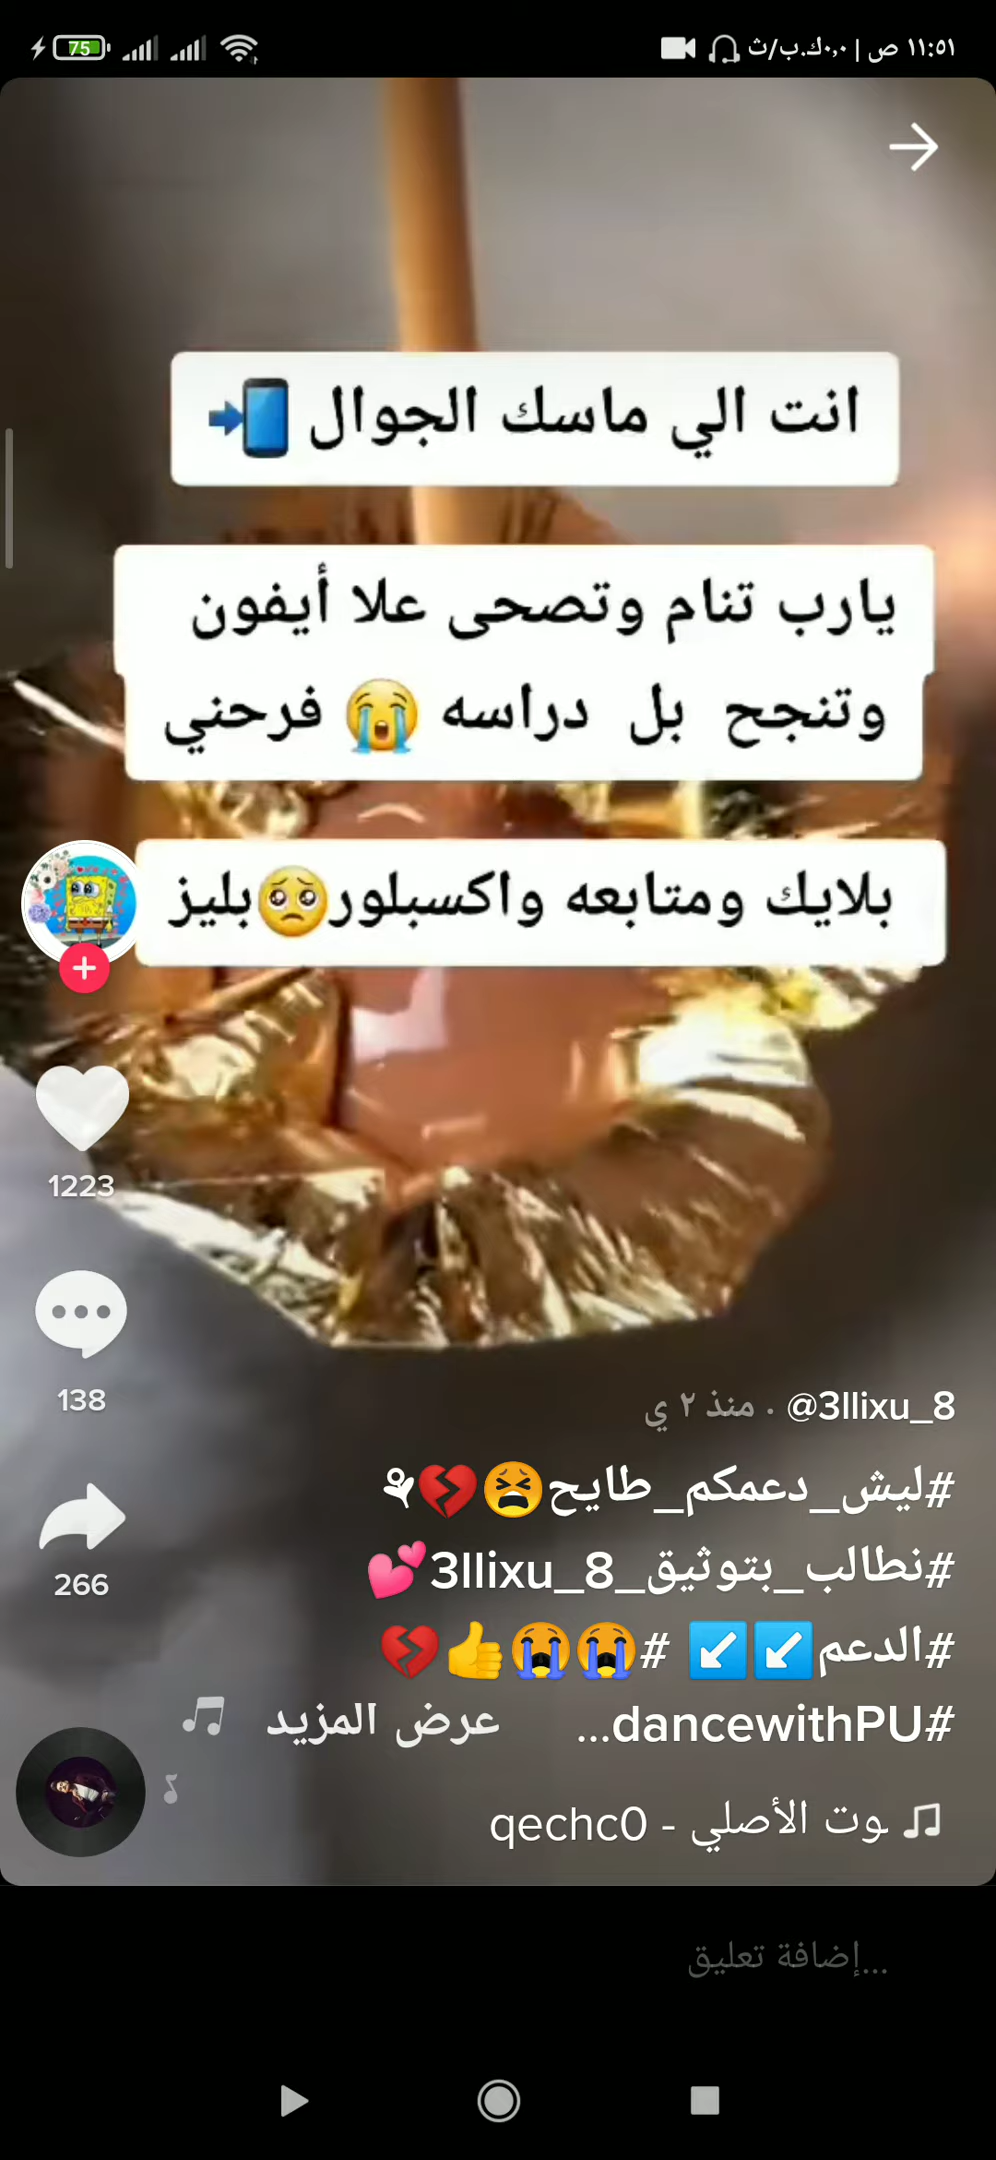 ١١:٥١ ص | ٠,٠ك.ب/ث
75
انت الي ماسك الجوال 📲
يارب تنام وتصحى علا أيفون
وتنجح بل دراسه 😭 فرحني
بلايك ومتابعه واكسبلور🥺بليز
1223
138
266
@3llixu_8 · منذ ٢ ي
#ليش_دعمكم_طايح😫💔⚘
#نطالب_بتوثيق_3llixu_8💕
#الدعم↙️↙️ #😭😭👍💔
#dancewithPU... عرض المزيد
وت الأصلي - qechc0
إضافة تعليق...